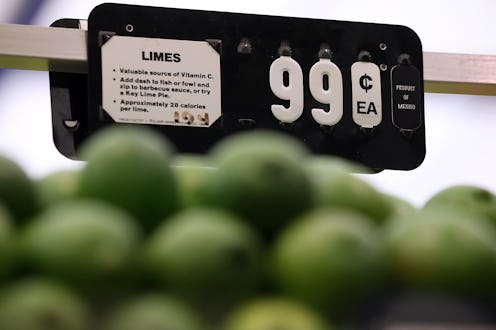 LIMES
• Valuable source of Vitamin C.
• Add dash to fish or fowl and
zip to barbecue sauce, or try
a Key Lime Pie.
• Approximately 20 calories
per lime.
99
¢
EA
PRODUCT OF
MEXICO